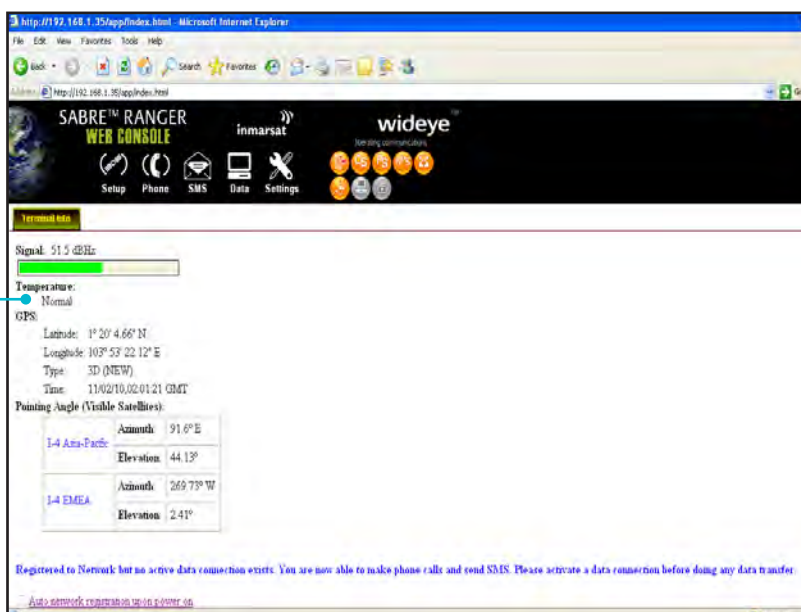 http://192.168.1.35/app/index.html - Microsoft Internet Explorer
File Edit View Favorites Tools Help
Back Search Favorites
Address http://192.168.1.35/app/index.html
SABRE™ RANGER
WEB CONSOLE
inmarsat
wideye™
Setup Phone SMS Data Settings
Terminal Info
Signal: 51.5 dBHz
Temperature:
Normal
GPS:
Latitude: 1° 20' 4.66" N
Longitude: 103° 53' 22.12" E
Type: 3D (NEW)
Time: 11/02/10,02:01:21 GMT
Pointing Angle (Visible Satellites):
I-4 Asia-Pacific Azimuth 91.6° E
Elevation 44.13°
I-4 EMEA Azimuth 269.73° W
Elevation 2.41°
Registered to Network but no active data connection exists. You are now able to make phone calls and send SMS. Please activate a data connection before doing any data transfer
Auto network registration upon power on